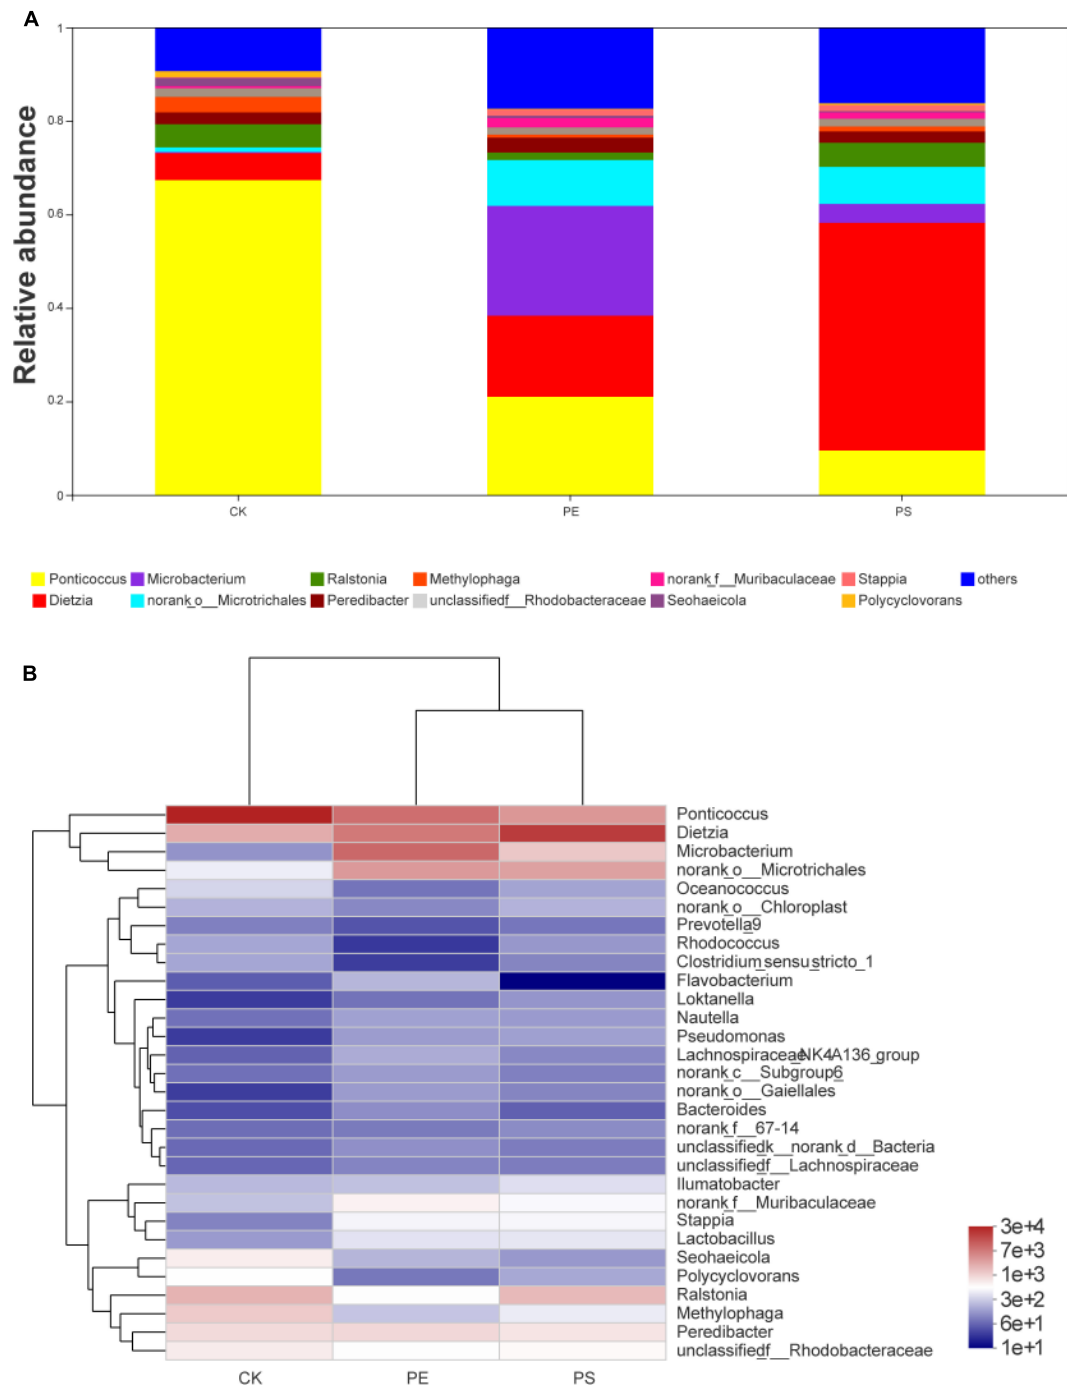 A
Relative abundance
1
0.8
0.6
0.4
0.2
0
CK PE PS
Ponticoccus Microbacterium Ralstonia Methylophaga norank_f__Muribaculaceae Stappia others
Dietzia norank_o__Microtrichales Peredibacter unclassifiedf__Rhodobacteraceae Seohaeicola Polycyclovorans
B
Ponticoccus
Dietzia
Microbacterium
norank_o__Microtrichales
Oceanococcus
norank_o__Chloroplast
Prevotella_9
Rhodococcus
Clostridium_sensu_stricto_1
Flavobacterium
Loktanella
Nautella
Pseudomonas
Lachnospiraceae_NK4A136_group
norank_c__Subgroup_6
norank_o__Gaiellales
Bacteroides
norank_f__67-14
unclassified_k__norank_d__Bacteria
unclassified_f__Lachnospiraceae
Ilumatobacter
norank_f__Muribaculaceae
Stappia
Lactobacillus
Seohaeicola
Polycyclovorans
Ralstonia
Methylophaga
Peredibacter
unclassified_f__Rhodobacteraceae
3e+4
7e+3
1e+3
3e+2
6e+1
1e+1
CK PE PS